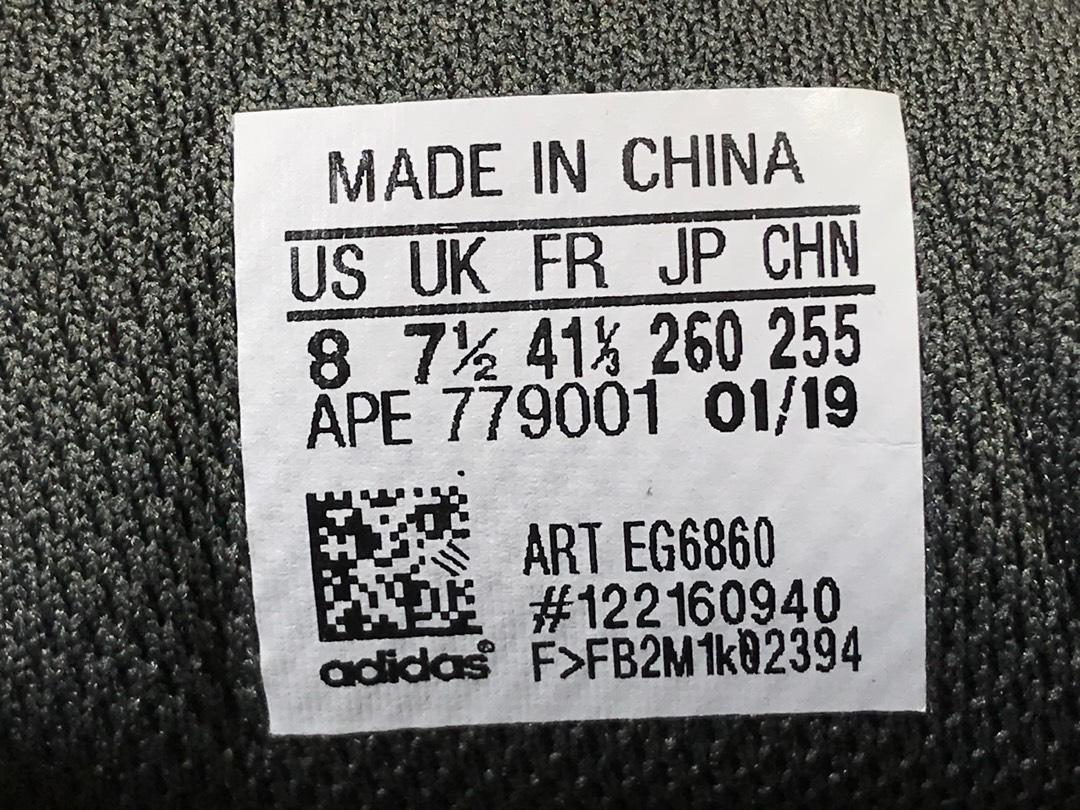 MADE IN CHINA
US UK FR JP CHN
8 7½ 41⅓ 260 255
APE 779001 01/19
ART EG6860
#122160940
adidas®
F>FB2M1k02394